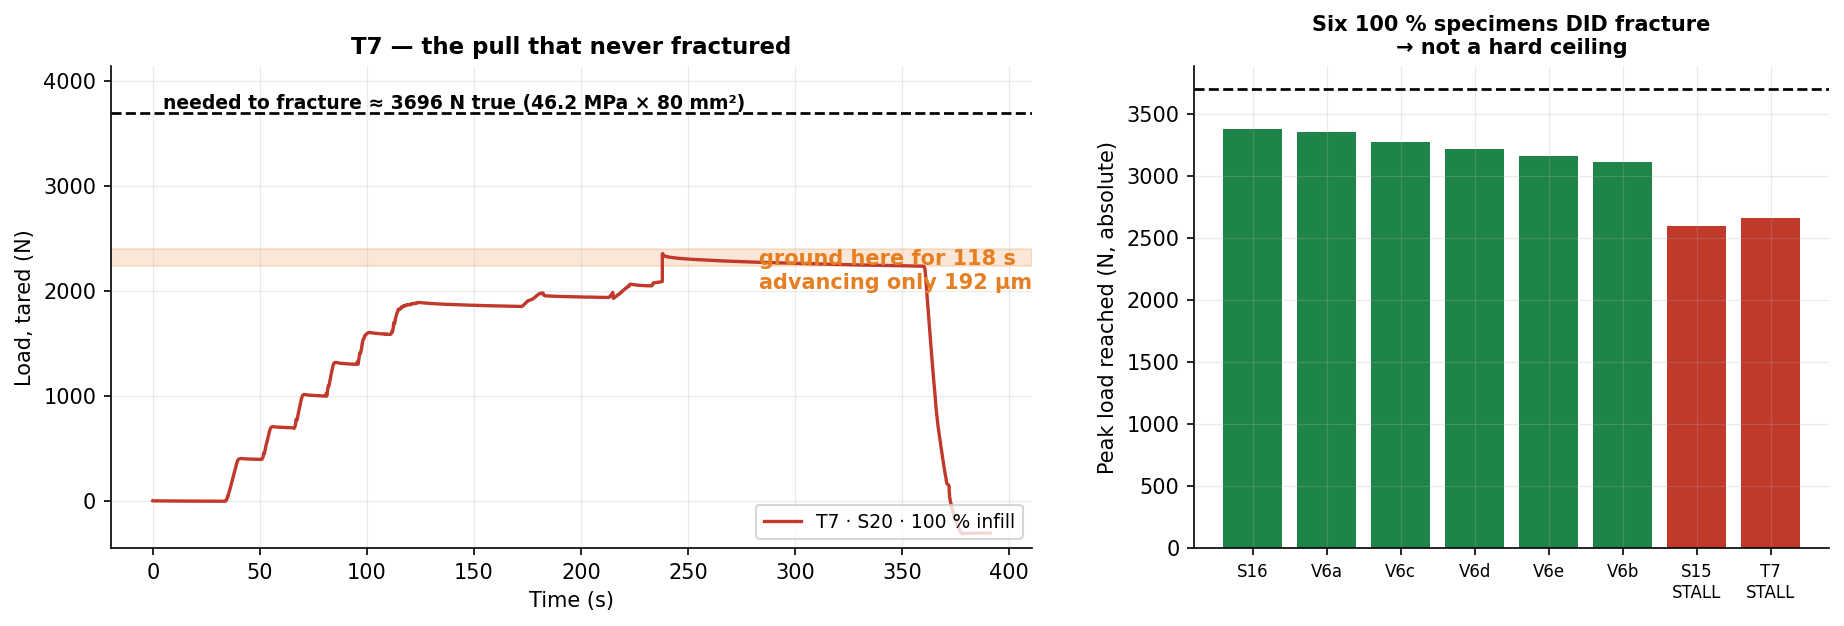 T7 — the pull that never fractured
Load, tared (N)
4000
3000
2000
1000
0
needed to fracture ≈ 3696 N true (46.2 MPa × 80 mm²)
ground here for 118 s
advancing only 192 µm
T7 · S20 · 100 % infill
0 50 100 150 200 250 300 350 400
Time (s)
Six 100 % specimens DID fracture
→ not a hard ceiling
Peak load reached (N, absolute)
3500
3000
2500
2000
1500
1000
500
0
S16 V6a V6c V6d V6e V6b S15 T7
STALL STALL